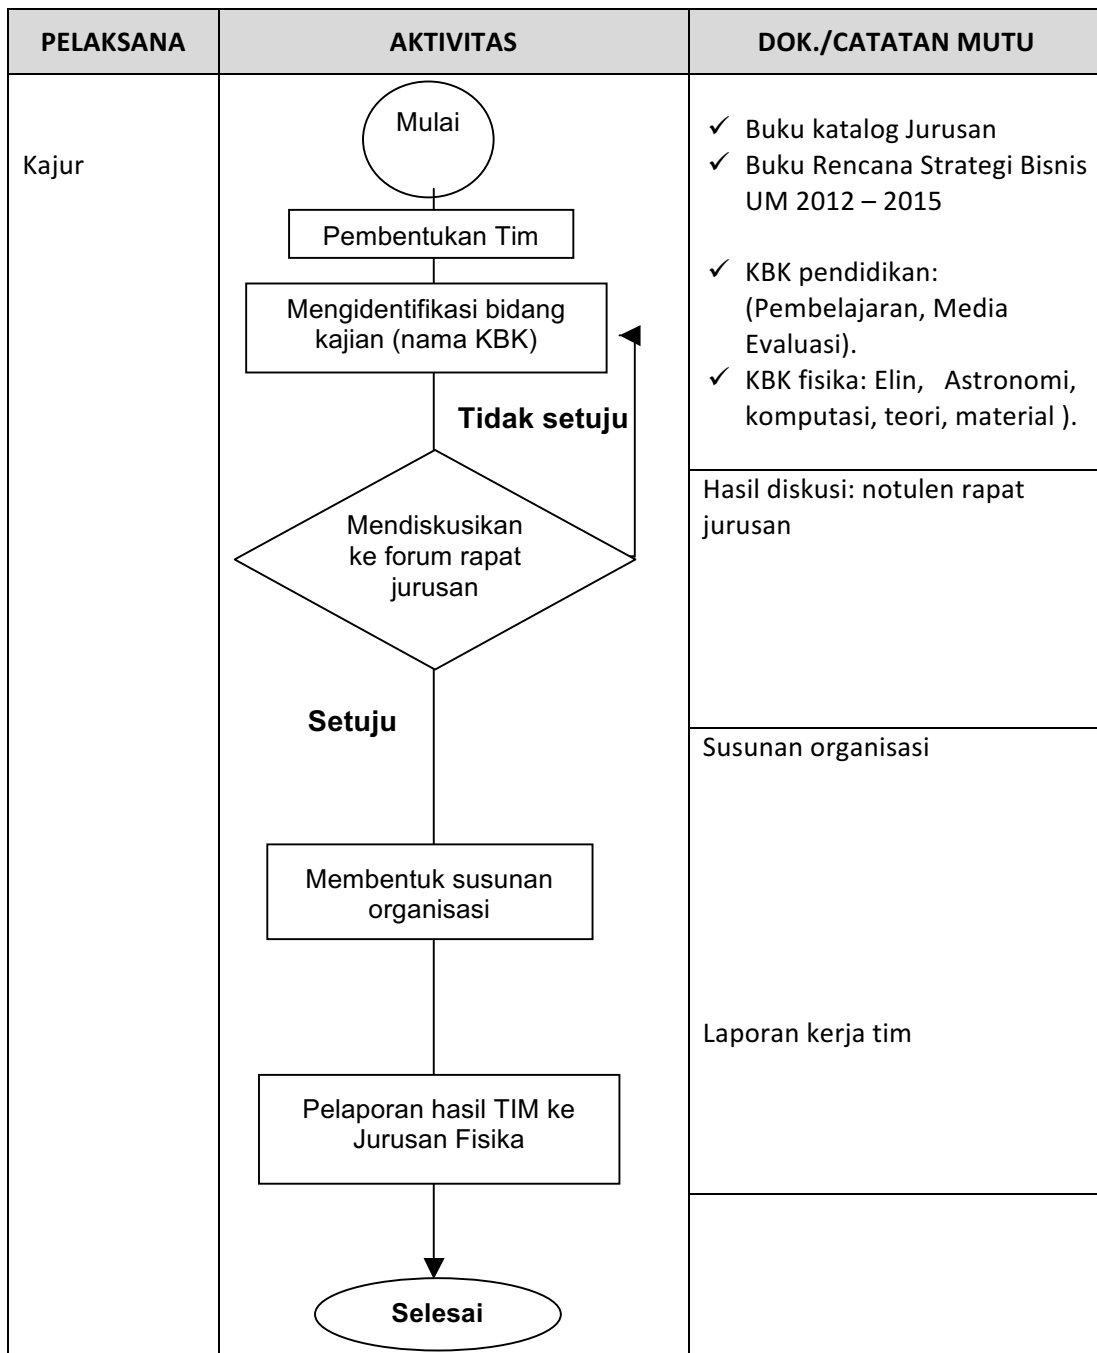 PELAKSANA
AKTIVITAS
DOK./CATATAN MUTU
Kajur
Mulai
Pembentukan Tim
Mengidentifikasi bidang
kajian (nama KBK)
Tidak setuju
Mendiskusikan
ke forum rapat
jurusan
Setuju
Membentuk susunan
organisasi
Pelaporan hasil TIM ke
Jurusan Fisika
Selesai
✓ Buku katalog Jurusan
✓ Buku Rencana Strategi Bisnis
UM 2012 – 2015
✓ KBK pendidikan:
(Pembelajaran, Media
Evaluasi).
✓ KBK fisika: Elin, Astronomi,
komputasi, teori, material ).
Hasil diskusi: notulen rapat
jurusan
Susunan organisasi
Laporan kerja tim